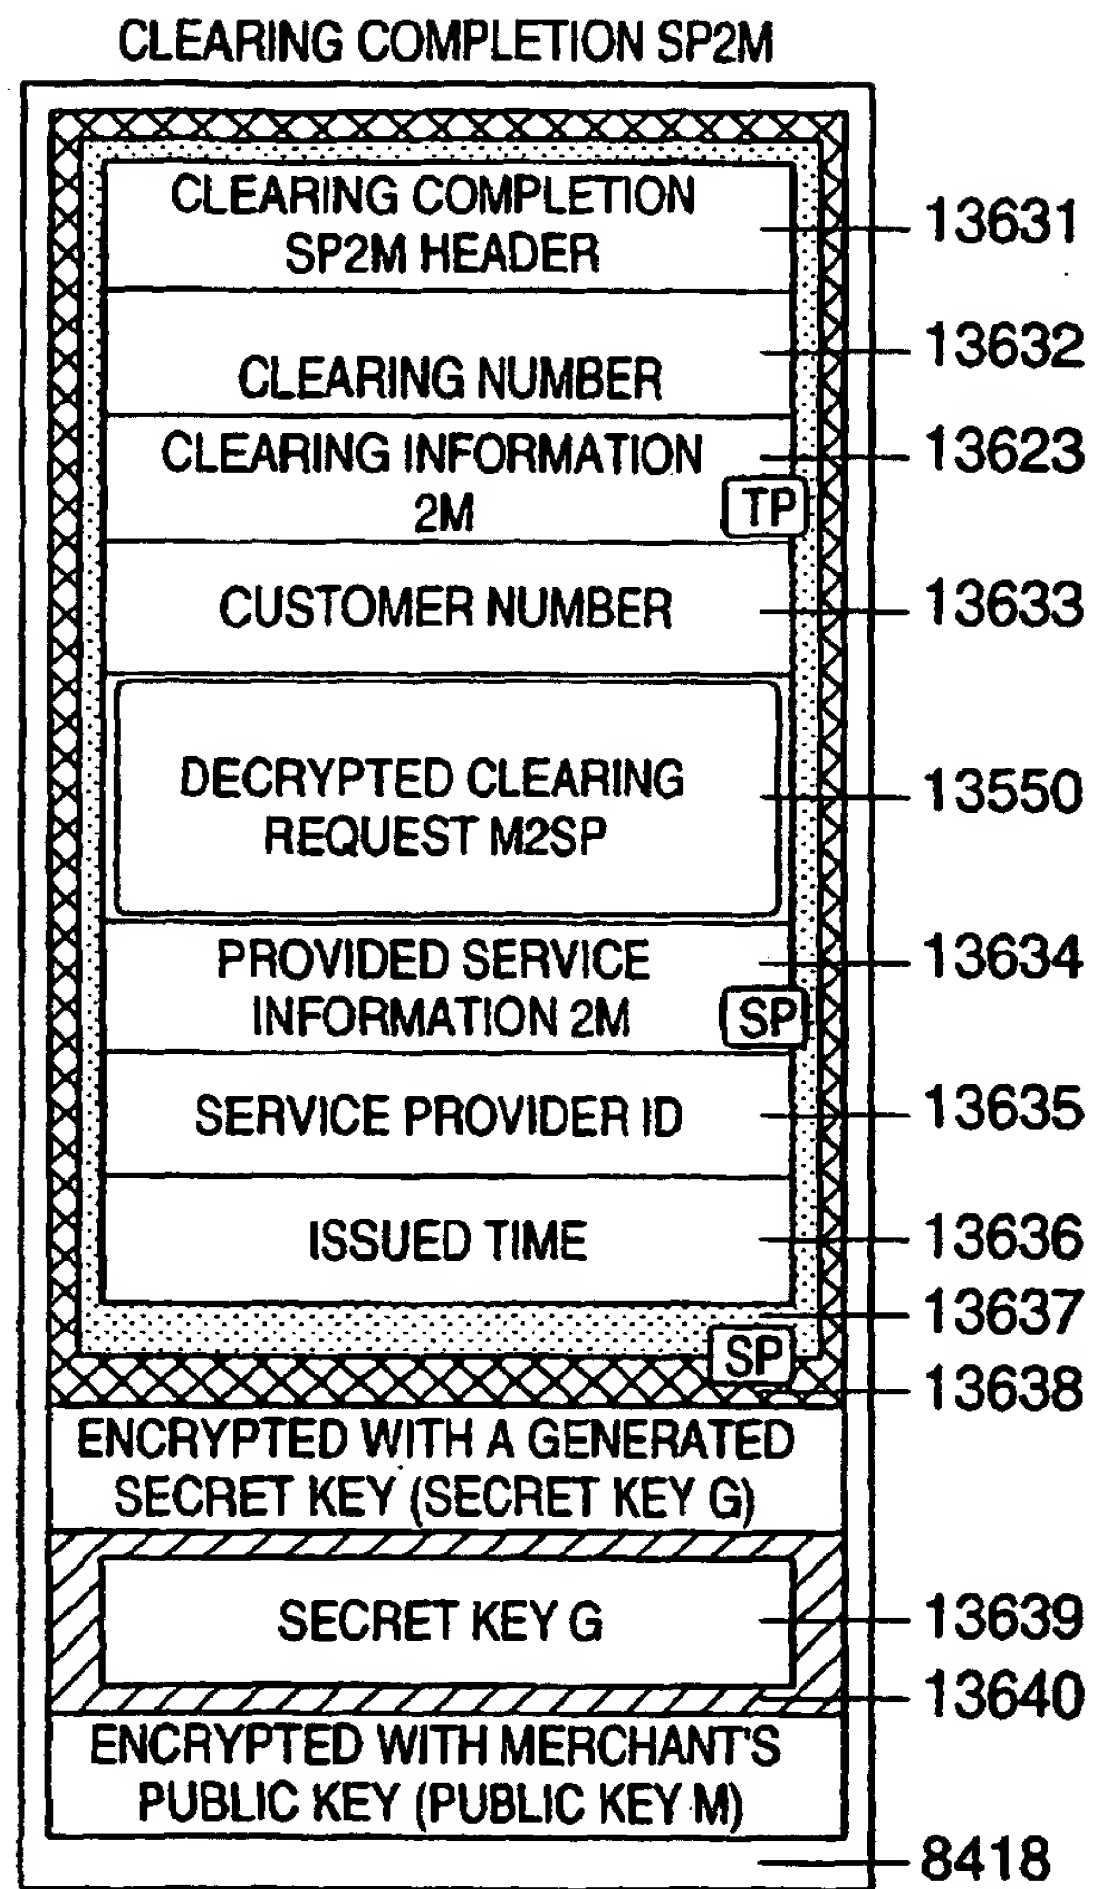 CLEARING COMPLETION SP2M
CLEARING COMPLETION
SP2M HEADER
13631
CLEARING NUMBER
13632
CLEARING INFORMATION
2M
TP
13623
CUSTOMER NUMBER
13633
DECRYPTED CLEARING
REQUEST M2SP
13550
PROVIDED SERVICE
INFORMATION 2M
SP
13634
SERVICE PROVIDER ID
13635
ISSUED TIME
13636
13637
SP
13638
ENCRYPTED WITH A GENERATED
SECRET KEY (SECRET KEY G)
SECRET KEY G
13639
13640
ENCRYPTED WITH MERCHANT'S
PUBLIC KEY (PUBLIC KEY M)
8418